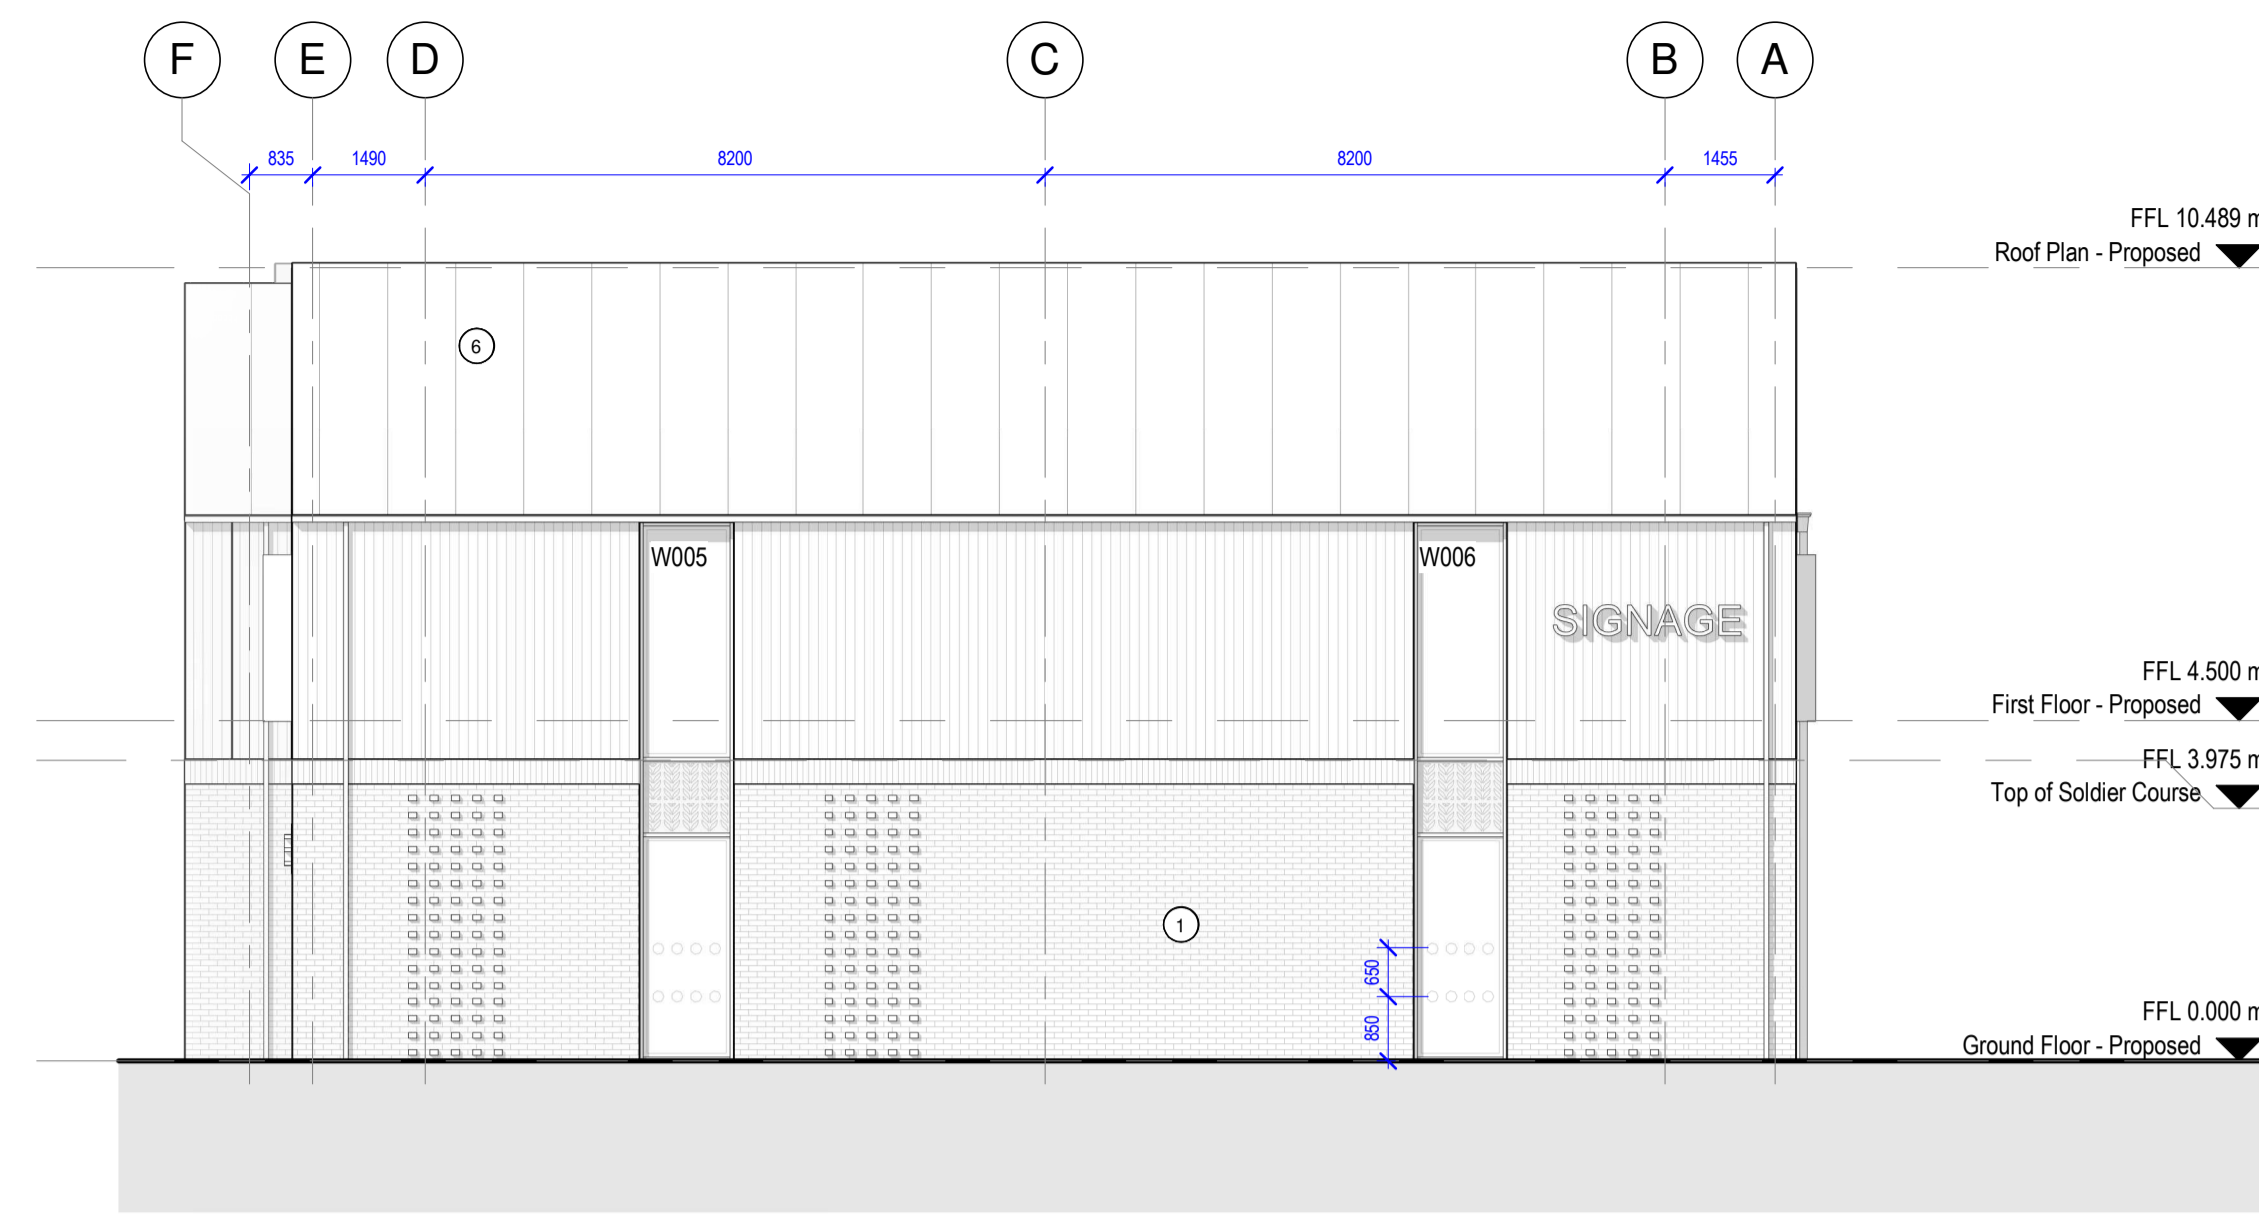 F E D C B A
835 1490 8200 8200 1455
FFL 10.489 m
Roof Plan - Proposed
6
W005 W006
SIGNAGE
FFL 4.500 m
First Floor - Proposed
FFL 3.975 m
Top of Soldier Course
1
650
850
FFL 0.000 m
Ground Floor - Proposed